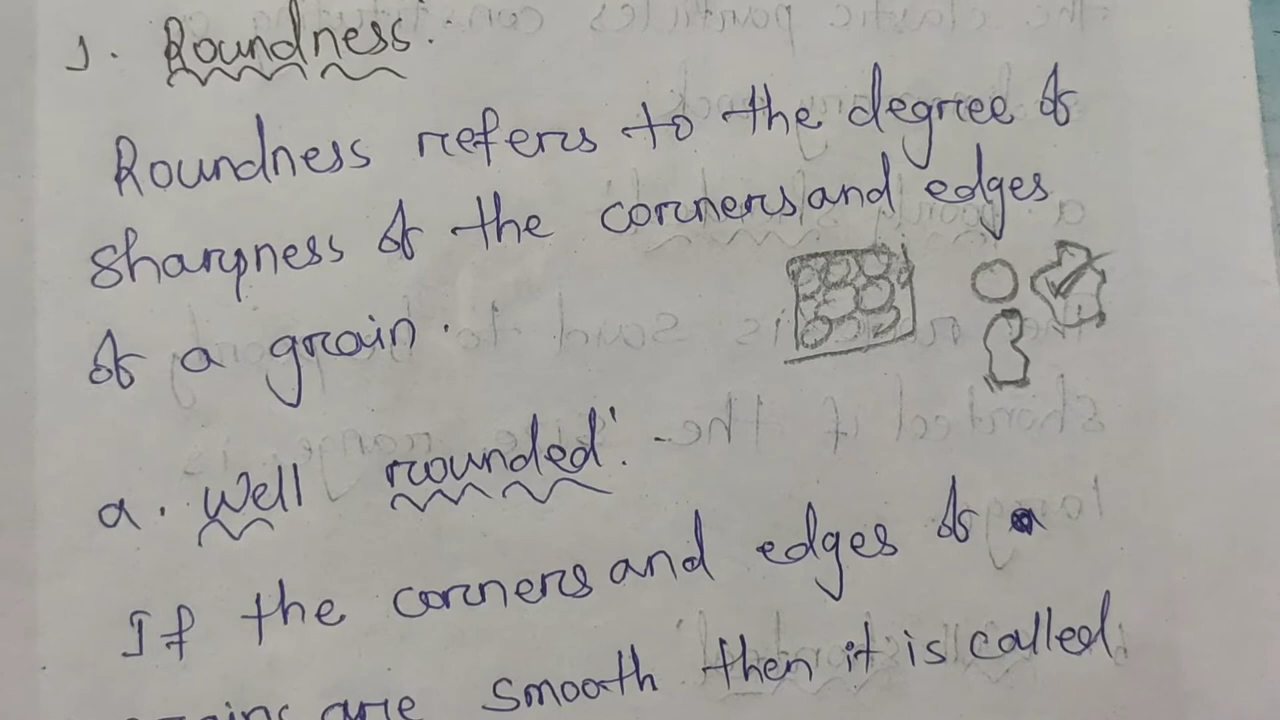 1. Roundness.
Roundness refers to the degree of
sharpness of the corners and edges
of a grain.
a. Well rounded:
If the corners and edges of a
grains are smooth then it is called